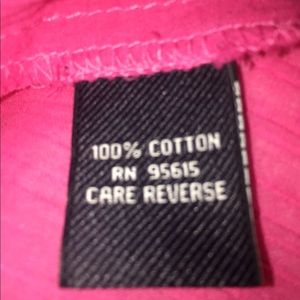 100% COTTON
RN 95615
CARE REVERSE